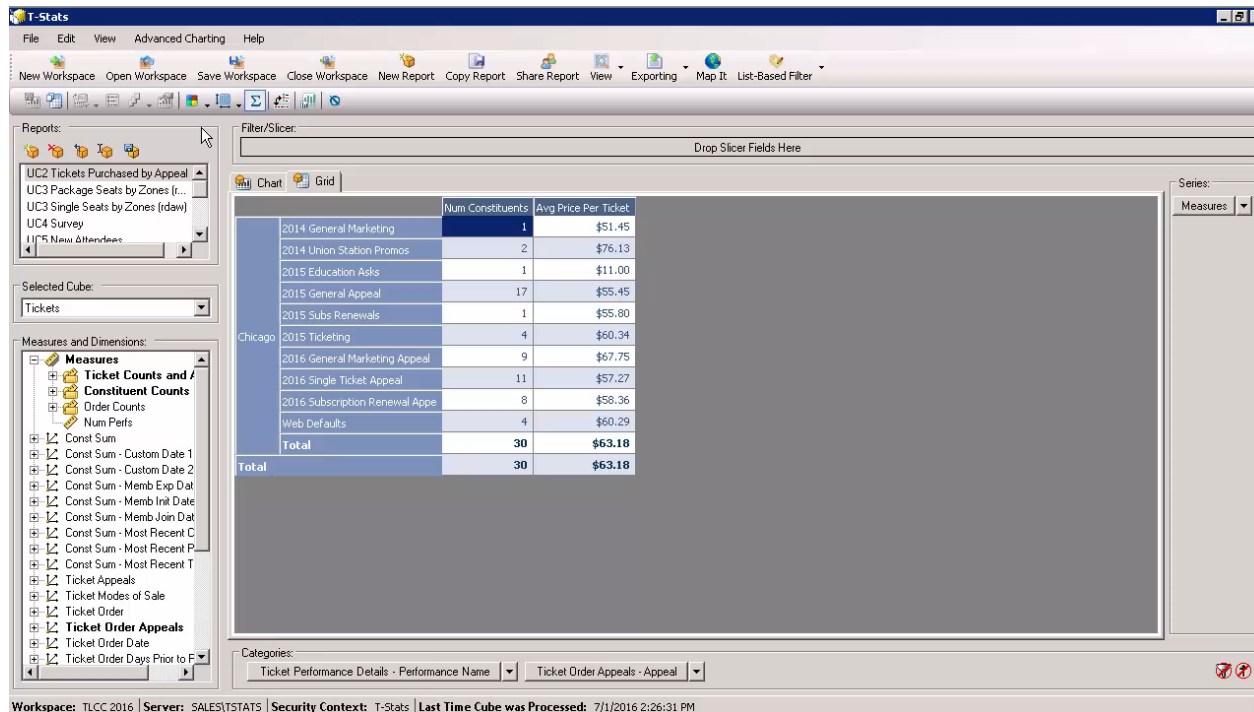 T-Stats
File Edit View Advanced Charting Help
New Workspace Open Workspace Save Workspace Close Workspace New Report Copy Report Share Report View Exporting Map It List-Based Filter
Reports:
UC2 Tickets Purchased by Appeal
UC3 Package Seats by Zones (r...
UC3 Single Seats by Zones (rdaw)
UC4 Survey
UC5 New Attendees
Selected Cube:
Tickets
Measures and Dimensions:
Measures
Ticket Counts and A
Constituent Counts
Order Counts
Num Perfs
Const Sum
Const Sum - Custom Date 1
Const Sum - Custom Date 2
Const Sum - Memb Exp Dat
Const Sum - Memb Init Date
Const Sum - Memb Join Dat
Const Sum - Most Recent C
Const Sum - Most Recent P
Const Sum - Most Recent T
Ticket Appeals
Ticket Modes of Sale
Ticket Order
Ticket Order Appeals
Ticket Order Date
Ticket Order Days Prior to P
Filter/Slicer:
Drop Slicer Fields Here
Chart Grid
Num Constituents Avg Price Per Ticket
2014 General Marketing 1 $51.45
2014 Union Station Promos 2 $76.13
2015 Education Asks 1 $11.00
2015 General Appeal 17 $55.45
2015 Subs Renewals 1 $55.80
Chicago 2015 Ticketing 4 $60.34
2016 General Marketing Appeal 9 $67.75
2016 Single Ticket Appeal 11 $57.27
2016 Subscription Renewal Appe 8 $58.36
Web Defaults 4 $60.29
Total 30 $63.18
Total 30 $63.18
Series:
Measures
Categories:
Ticket Performance Details - Performance Name Ticket Order Appeals - Appeal
Workspace: TLCC 2016 Server: SALES\TSTATS Security Context: T-Stats Last Time Cube was Processed: 7/1/2016 2:26:31 PM